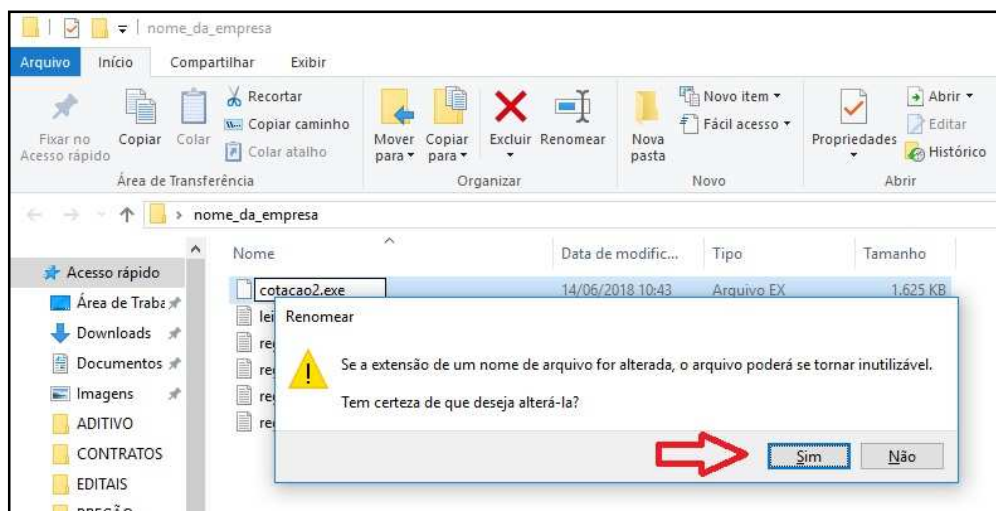 nome_da_empresa
Arquivo Início Compartilhar Exibir
Fixar no Acesso rápido
Copiar
Colar
Recortar
Copiar caminho
Colar atalho
Área de Transferência
Mover para
Copiar para
Excluir
Renomear
Organizar
Nova pasta
Novo item
Fácil acesso
Novo
Propriedades
Abrir
Editar
Histórico
Abrir
nome_da_empresa
Nome Data de modific... Tipo Tamanho
Acesso rápido
Área de Traba
Downloads
Documentos
Imagens
ADITIVO
CONTRATOS
EDITAIS
cotacao2.exe 14/06/2018 10:43 Arquivo EX 1.625 KB
lei
re
re
re
Renomear
Se a extensão de um nome de arquivo for alterada, o arquivo poderá se tornar inutilizável.
Tem certeza de que deseja alterá-la?
Sim Não